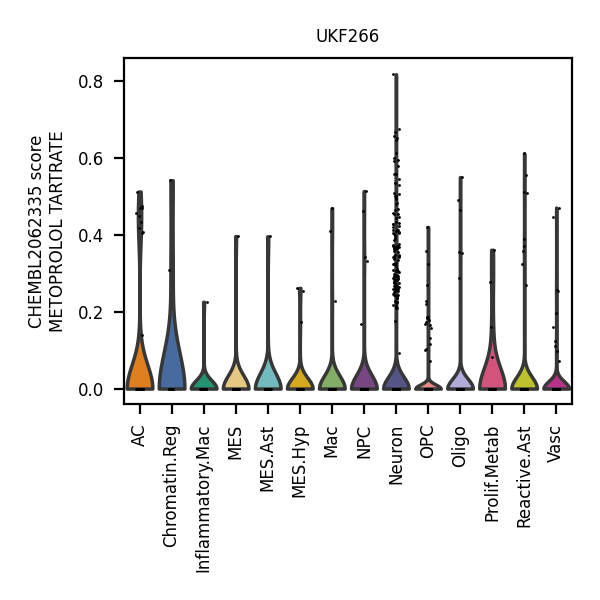 UKF266
CHEMBL2062335 score
METOPROLOL TARTRATE
0.8
0.6
0.4
0.2
0.0
AC
Chromatin.Reg
Inflammatory.Mac
MES
MES.Ast
MES.Hyp
Mac
NPC
Neuron
OPC
Oligo
Prolif.Metab
Reactive.Ast
Vasc